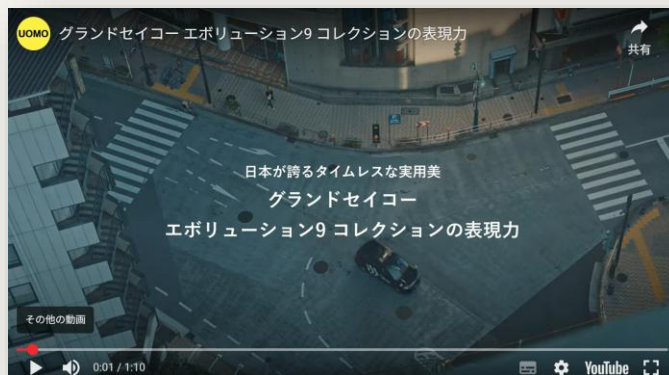 UOMO グランドセイコー エボリューション9 コレクションの表現力
共有
日本が誇るタイムレスな実用美
グランドセイコー
エボリューション9 コレクションの表現力
その他の動画
0:01 / 1:10
YouTube